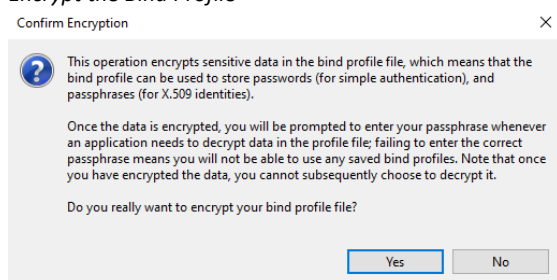 Encrypt the Bind Profile
Confirm Encryption
This operation encrypts sensitive data in the bind profile file, which means that the
bind profile can be used to store passwords (for simple authentication), and
passphrases (for X.509 identities).
Once the data is encrypted, you will be prompted to enter your passphrase whenever
an application needs to decrypt data in the profile file; failing to enter the correct
passphrase means you will not be able to use any saved bind profiles. Note that once
you have encrypted the data, you cannot subsequently choose to decrypt it.
Do you really want to encrypt your bind profile file?
Yes
No